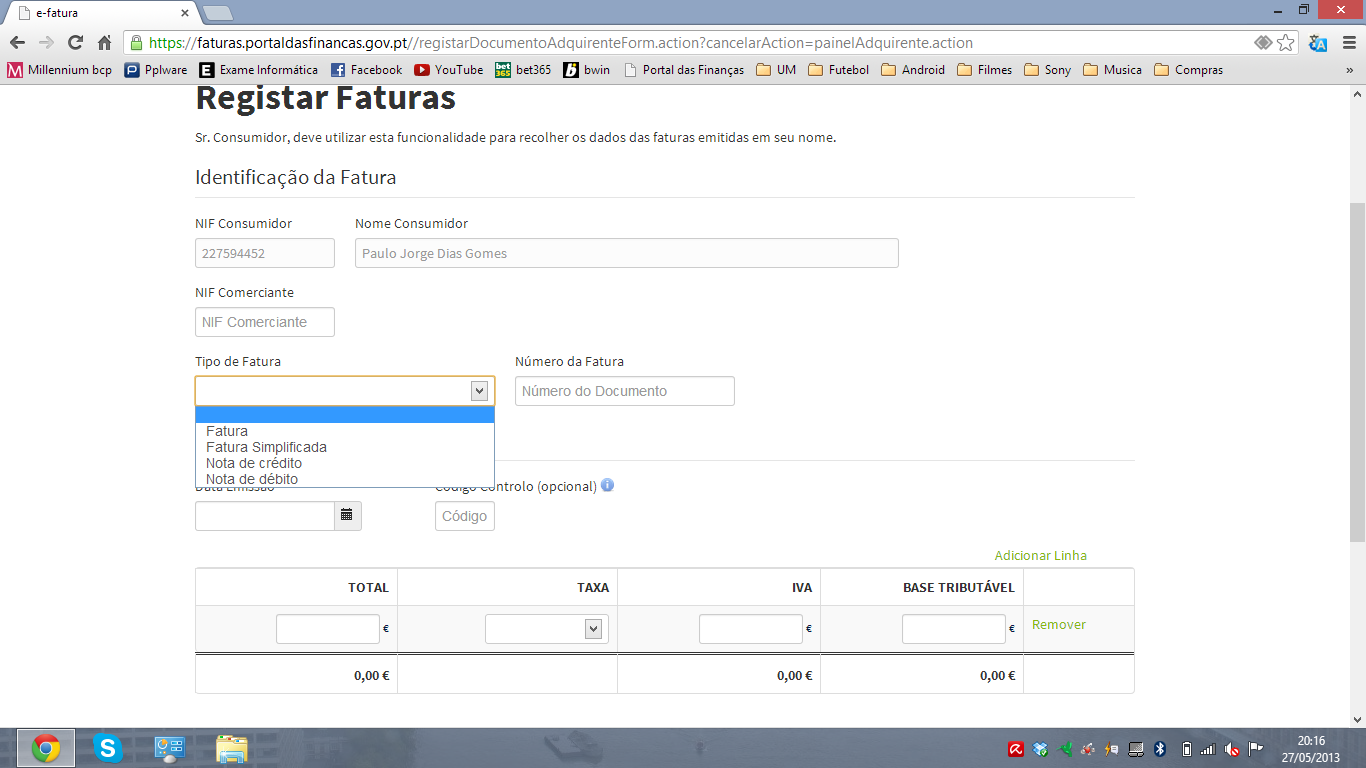 e-fatura
https://faturas.portaldasfinancas.gov.pt//registarDocumentoAdquirenteForm.action?cancelarAction=painelAdquirente.action
Millennium bcp Pplware Exame Informática Facebook YouTube bet365 bwin Portal das Finanças UM Futebol Android Filmes Sony Musica Compras »
Registar Faturas
Sr. Consumidor, deve utilizar esta funcionalidade para recolher os dados das faturas emitidas em seu nome.
Identificação da Fatura
NIF Consumidor Nome Consumidor
227594452 Paulo Jorge Dias Gomes
NIF Comerciante
NIF Comerciante
Tipo de Fatura Número da Fatura
Número do Documento
Fatura
Fatura Simplificada
Nota de crédito
Nota de débito
Data Emissão Código Controlo (opcional)
Código
Adicionar Linha
TOTAL TAXA IVA BASE TRIBUTÁVEL
€ € € Remover
0,00 € 0,00 € 0,00 €
20:16
27/05/2013